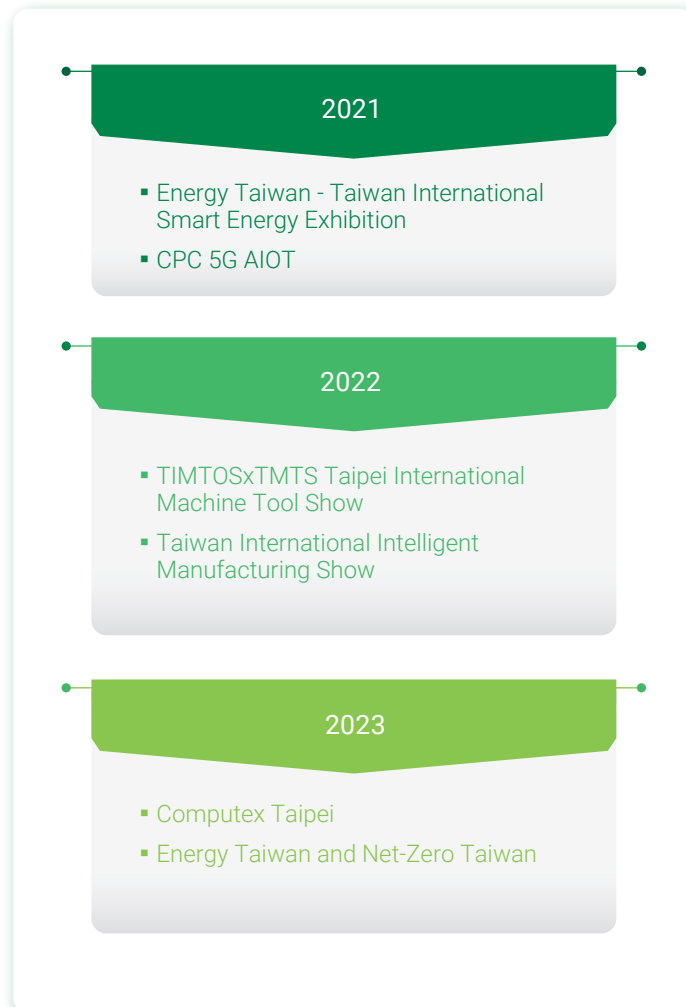 2021
▪ Energy Taiwan - Taiwan International
Smart Energy Exhibition
▪ CPC 5G AIOT
2022
▪ TIMTOSxTMTS Taipei International
Machine Tool Show
▪ Taiwan International Intelligent
Manufacturing Show
2023
▪ Computex Taipei
▪ Energy Taiwan and Net-Zero Taiwan